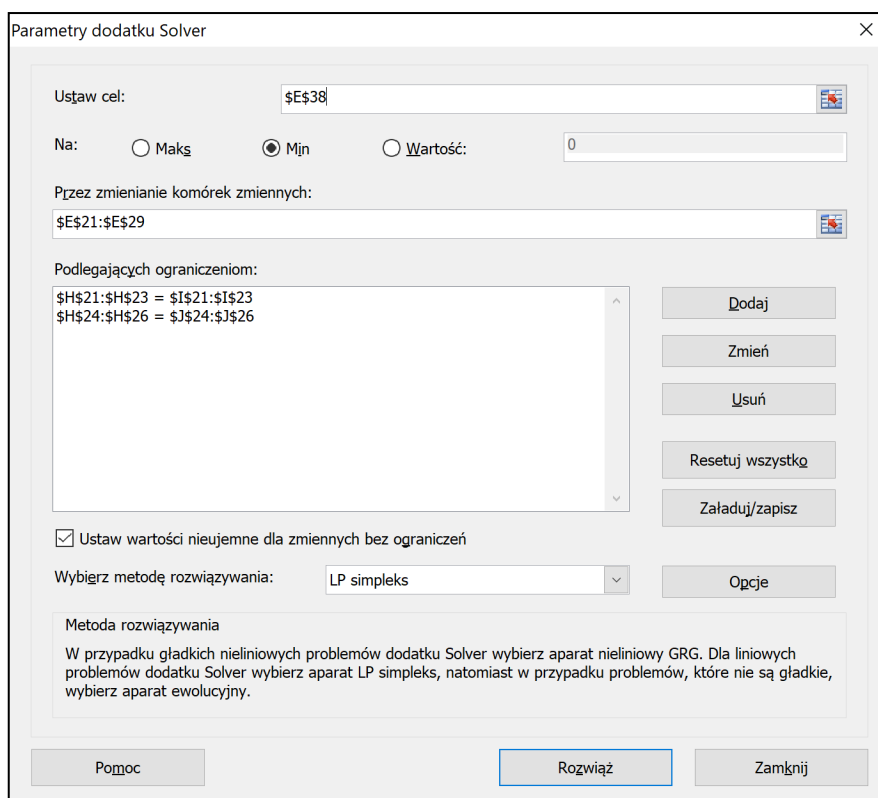 Parametry dodatku Solver
Ustaw cel:
$E$38
Na:
Maks
Min
Wartość:
0
Przez zmienianie komórek zmiennych:
$E$21:$E$29
Podlegających ograniczeniom:
$H$21:$H$23 = $I$21:$I$23
$H$24:$H$26 = $J$24:$J$26
Dodaj
Zmień
Usuń
Resetuj wszystko
Załaduj/zapisz
Ustaw wartości nieujemne dla zmiennych bez ograniczeń
Wybierz metodę rozwiązywania:
LP simpleks
Opcje
Metoda rozwiązywania
W przypadku gładkich nieliniowych problemów dodatku Solver wybierz aparat nieliniowy GRG. Dla liniowych
problemów dodatku Solver wybierz aparat LP simpleks, natomiast w przypadku problemów, które nie są gładkie,
wybierz aparat ewolucyjny.
Pomoc
Rozwiąż
Zamknij